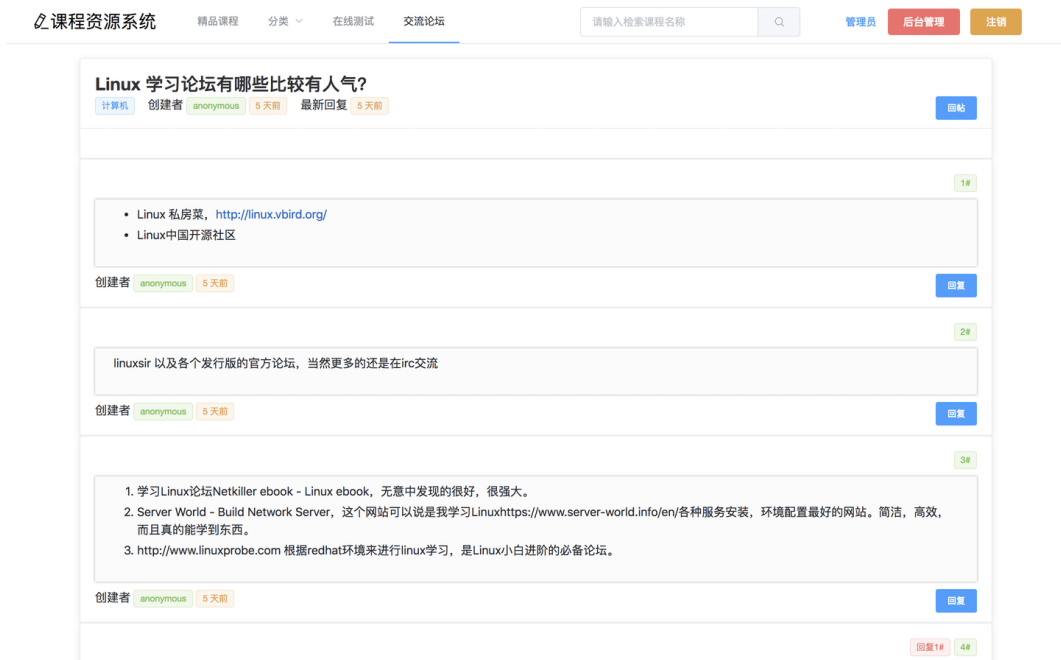 课程资源系统 精品课程 分类 在线测试 交流论坛 请输入检索课程名称 管理员 后台管理 注销
Linux 学习论坛有哪些比较有人气?
计算机 创建者 anonymous 5 天前 最新回复 5 天前
回帖
1#
• Linux 私房菜，http://linux.vbird.org/
• Linux中国开源社区
创建者 anonymous 5 天前 回复
2#
linuxsir 以及各个发行版的官方论坛，当然更多的还是在irc交流
创建者 anonymous 5 天前 回复
3#
1. 学习Linux论坛Netkiller ebook - Linux ebook，无意中发现的很好，很强大。
2. Server World - Build Network Server，这个网站可以说是我学习Linuxhttps://www.server-world.info/en/各种服务安装，环境配置最好的网站。简洁，高效，
而且真的能学到东西。
3. http://www.linuxprobe.com 根据redhat环境来进行linux学习，是Linux小白进阶的必备论坛。
创建者 anonymous 5 天前 回复
回复1# 4#